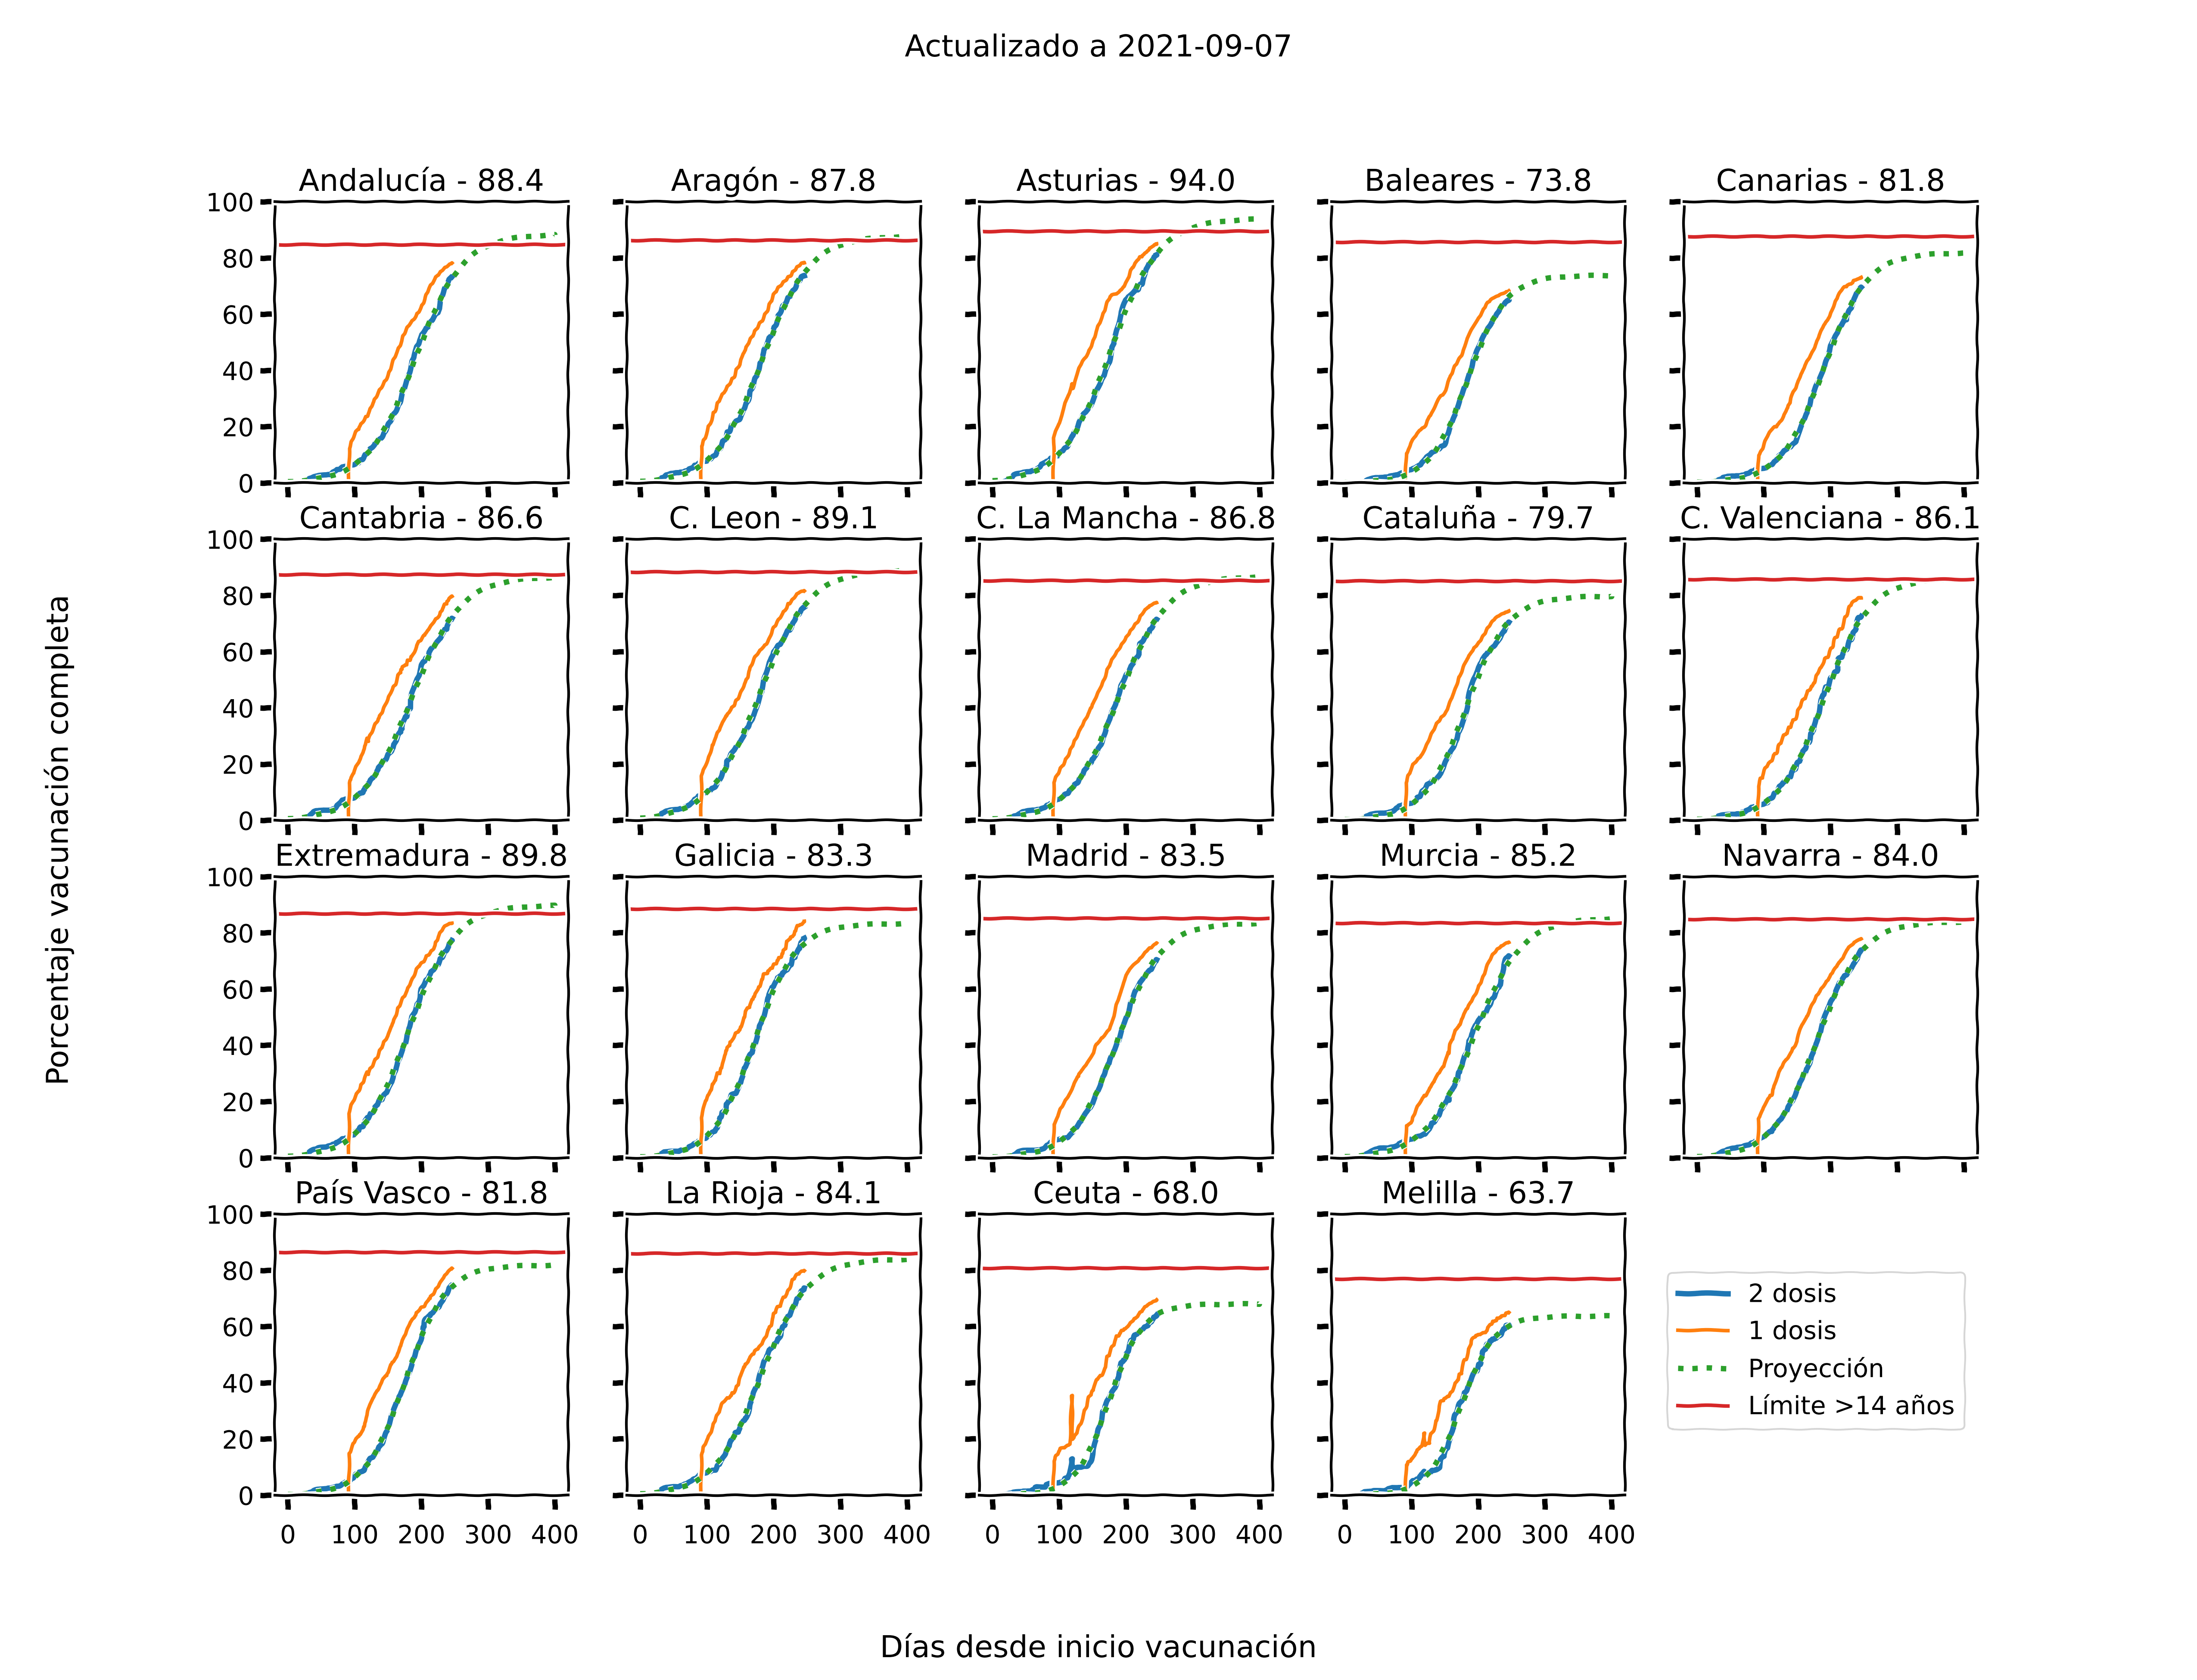 Actualizado a 2021-09-07
Andalucía - 88.4
Aragón - 87.8
Asturias - 94.0
Baleares - 73.8
Canarias - 81.8
100
80
60
40
20
0
Cantabria - 86.6
C. Leon - 89.1
C. La Mancha - 86.8
Cataluña - 79.7
C. Valenciana - 86.1
100
80
60
40
20
0
Extremadura - 89.8
Galicia - 83.3
Madrid - 83.5
Murcia - 85.2
Navarra - 84.0
100
80
60
40
20
0
País Vasco - 81.8
La Rioja - 84.1
Ceuta - 68.0
Melilla - 63.7
100
80
60
40
20
0
0 100 200 300 400
0 100 200 300 400
0 100 200 300 400
0 100 200 300 400
2 dosis
1 dosis
Proyección
Límite >14 años
Porcentaje vacunación completa
Días desde inicio vacunación